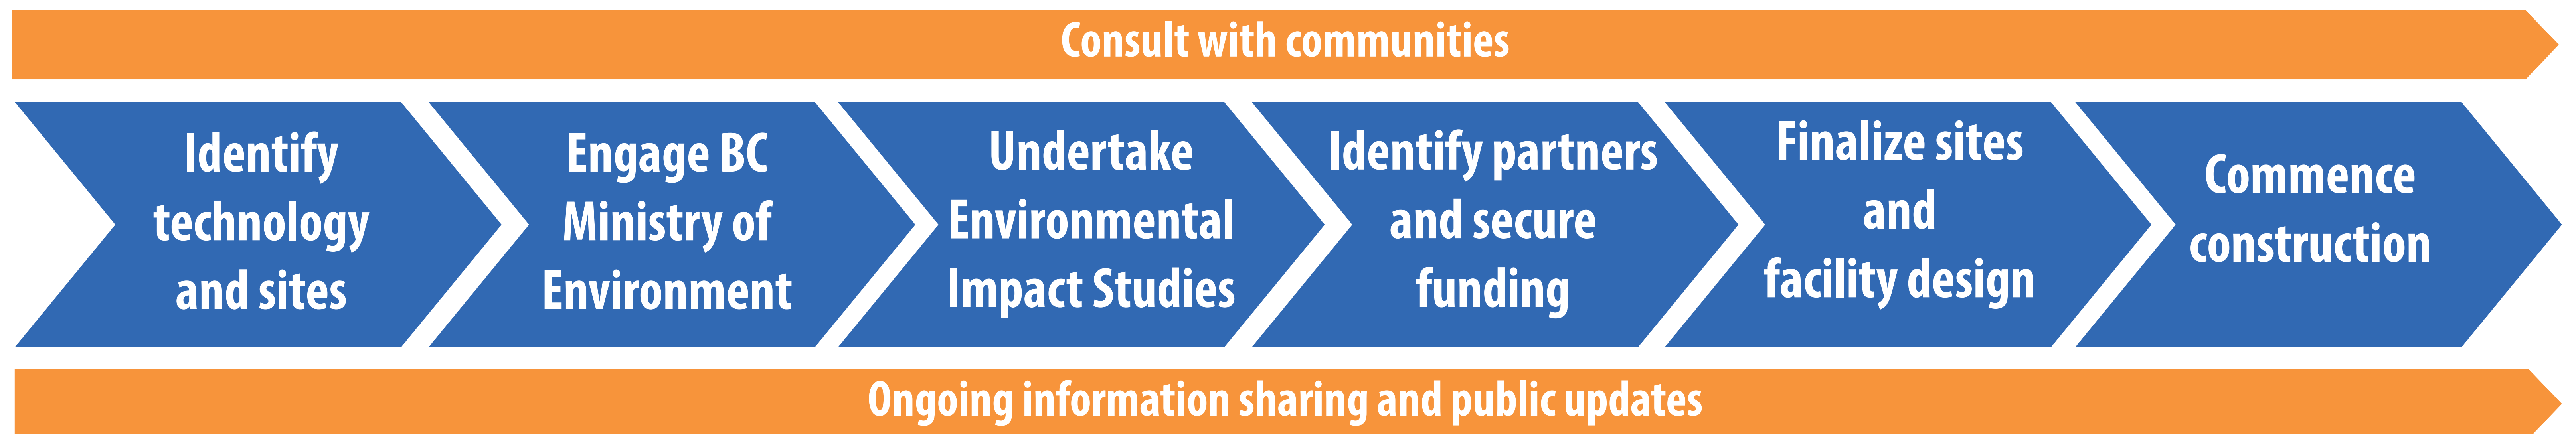 Consult with communities
Identify
technology
and sites
Engage BC
Ministry of
Environment
Undertake
Environmental
Impact Studies
Identify partners
and secure
funding
Finalize sites
and
facility design
Commence
construction
Ongoing information sharing and public updates